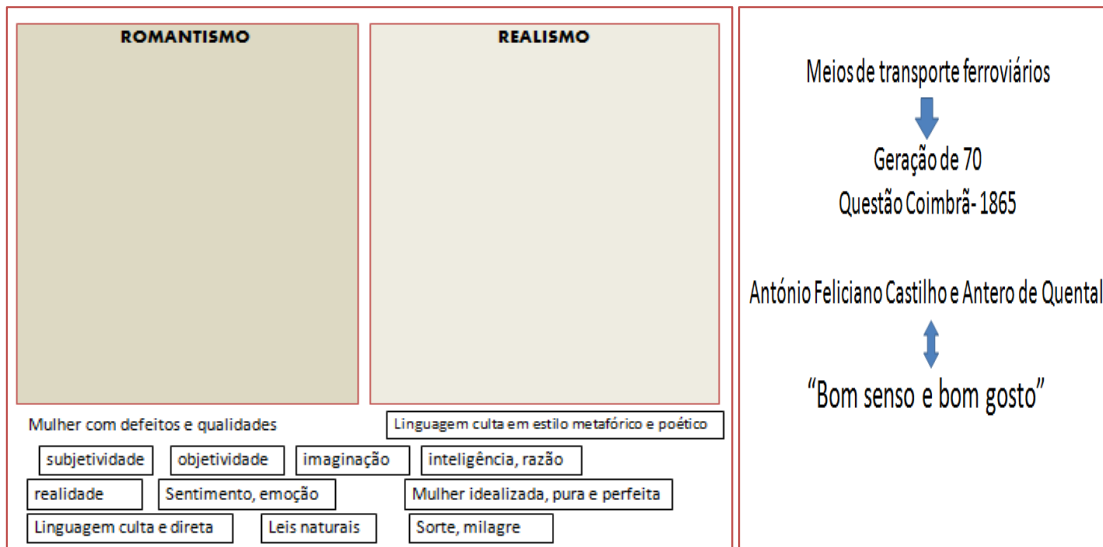 ROMANTISMO
REALISMO
Mulher com defeitos e qualidades
Linguagem culta em estilo metafórico e poético
subjetividade
objetividade
imaginação
inteligência, razão
realidade
Sentimento, emoção
Mulher idealizada, pura e perfeita
Linguagem culta e direta
Leis naturais
Sorte, milagre
Meios de transporte ferroviários
Geração de 70
Questão Coimbrã- 1865
António Feliciano Castilho e Antero de Quental
“Bom senso e bom gosto”